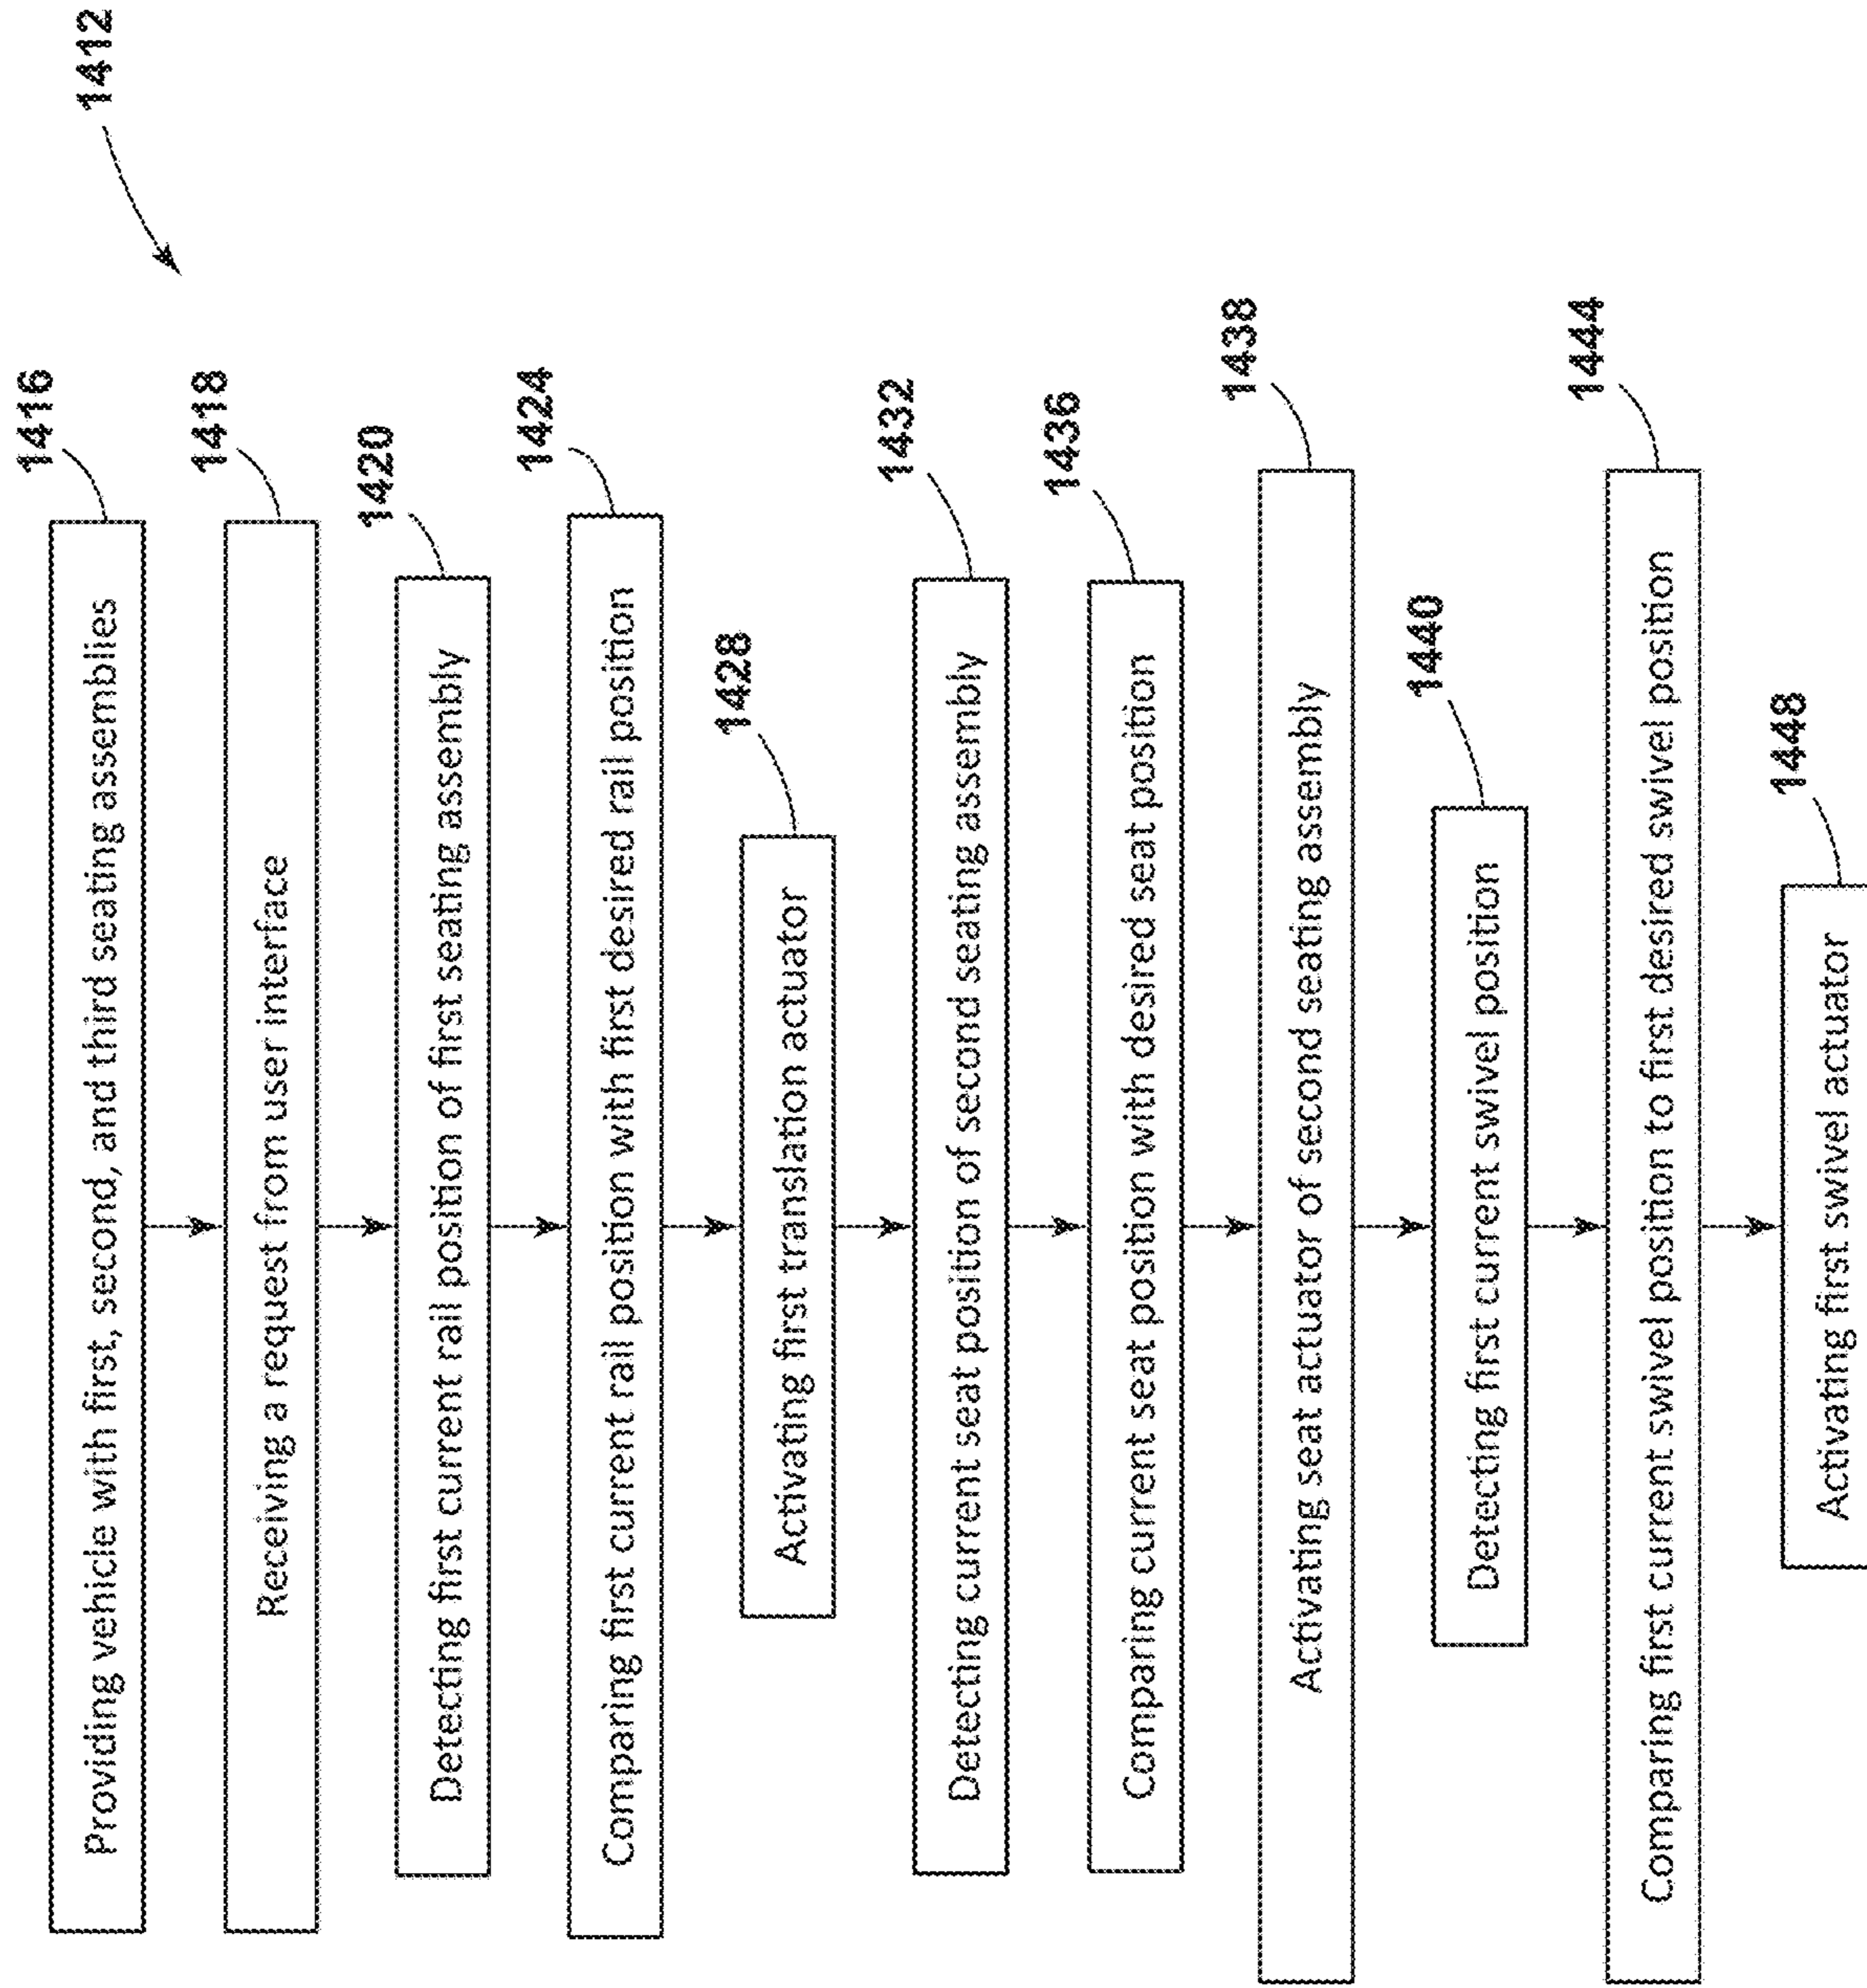 1412
1416
Providing vehicle with first, second, and third seating assemblies
1418
Receiving a request from user interface
1420
Detecting first current rail position of first seating assembly
1424
Comparing first current rail position with first desired rail position
1428
Activating first translation actuator
1432
Detecting current seat position of second seating assembly
1436
Comparing current seat position with desired seat position
1438
Activating seat actuator of second seating assembly
1440
Detecting first current swivel position
1444
Comparing first current swivel position to first desired swivel position
1448
Activating first swivel actuator